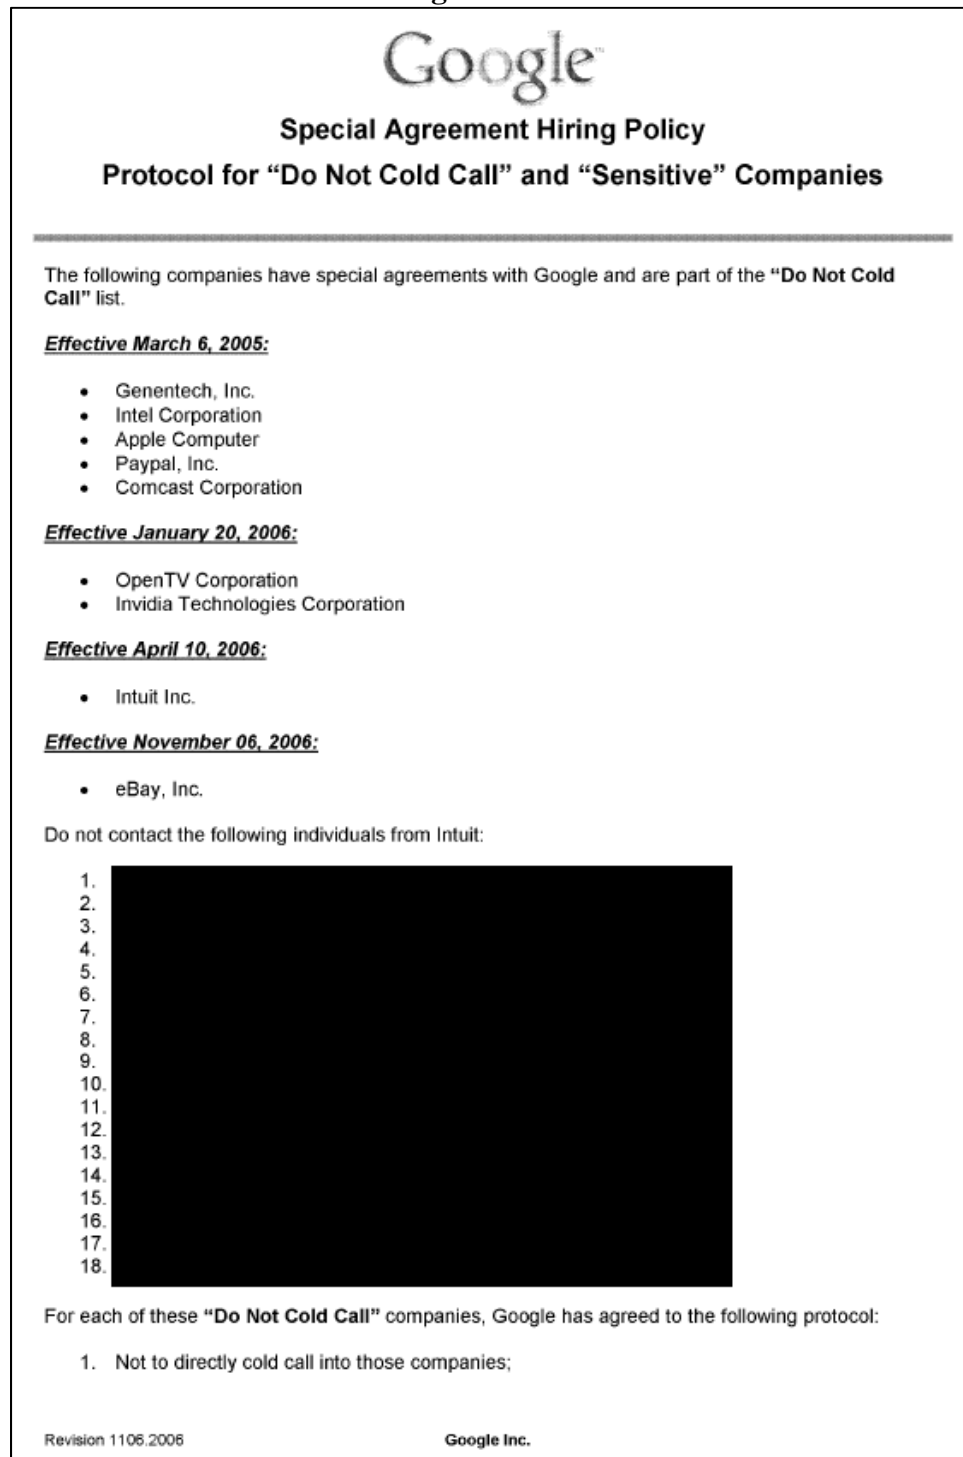 Google™
Special Agreement Hiring Policy
Protocol for “Do Not Cold Call” and “Sensitive” Companies
The following companies have special agreements with Google and are part of the “Do Not Cold
Call” list.
Effective March 6, 2005:
• Genentech, Inc.
• Intel Corporation
• Apple Computer
• Paypal, Inc.
• Comcast Corporation
Effective January 20, 2006:
• OpenTV Corporation
• Invidia Technologies Corporation
Effective April 10, 2006:
• Intuit Inc.
Effective November 06, 2006:
• eBay, Inc.
Do not contact the following individuals from Intuit:
1.
2.
3.
4.
5.
6.
7.
8.
9.
10.
11.
12.
13.
14.
15.
16.
17.
18.
For each of these “Do Not Cold Call” companies, Google has agreed to the following protocol:
1. Not to directly cold call into those companies;
Revision 1106.2006 Google Inc.